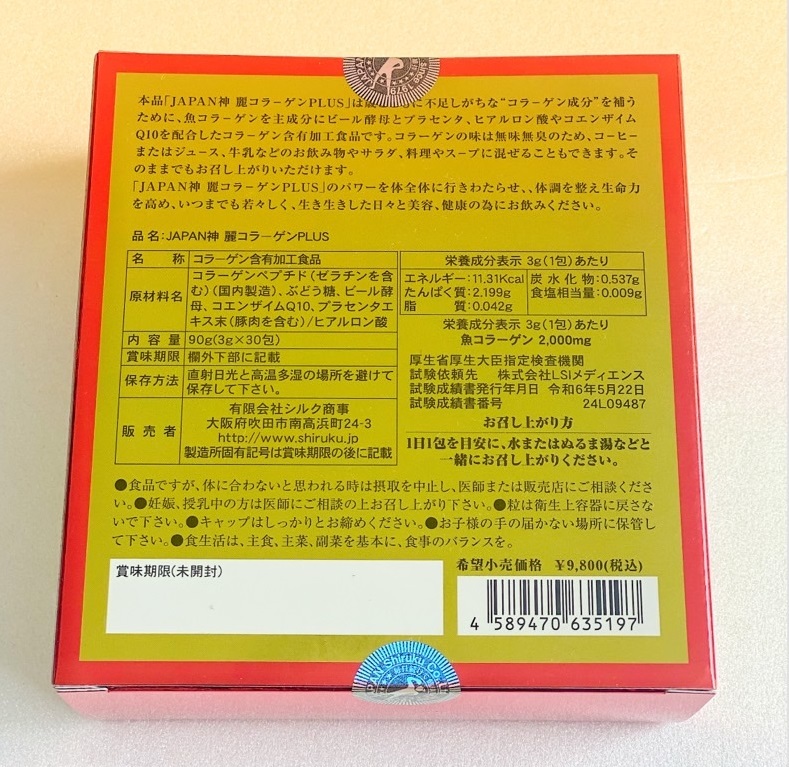 本品「JAPAN神 麗コラーゲンPLUS」は に不足しがちな“コラーゲン成分”を補う
ために、魚コラーゲンを主成分にビール酵母とプラセンタ、ヒアルロン酸やコエンザイム
Q10を配合したコラーゲン含有加工食品です。コラーゲンの味は無味無臭のため、コーヒー
またはジュース、牛乳などのお飲み物やサラダ、料理やスープに混ぜることもできます。そ
のままでもお召し上がりいただけます。
「JAPAN神 麗コラーゲンPLUS」のパワーを体全体に行きわたらせ、、体調を整え生命力
を高め、いつまでも若々しく、生き生きした日々と美容、健康の為にお飲みください。
品名:JAPAN神 麗コラーゲンPLUS
名 称 コラーゲン含有加工食品
原材料名 コラーゲンペプチド(ゼラチンを含
む)(国内製造)、ぶどう糖、ビール酵
母、コエンザイムQ10、プラセンタエ
キス末(豚肉を含む)/ヒアルロン酸
内容量 90g(3g×30包)
賞味期限 欄外下部に記載
保存方法 直射日光と高温多湿の場所を避けて
保存して下さい。
販売者 有限会社シルク商事
大阪府吹田市南高浜町24-3
http://www.shiruku.jp
製造所固有記号は賞味期限の後に記載
栄養成分表示 3g(1包)あたり
エネルギー:11.31Kcal 炭水化物:0.537g
たんぱく質:2.199g 食塩相当量:0.009g
脂質:0.042g
栄養成分表示 3g(1包)あたり
魚コラーゲン 2,000mg
厚生省厚生大臣指定検査機関
試験依頼先 株式会社LSIメディエンス
試験成績書発行年月日 令和6年5月22日
試験成績書番号 24L09487
お召し上がり方
1日1包を目安に、水またはぬるま湯などと
一緒にお召し上がりください。
●食品ですが、体に合わないと思われる時は摂取を中止し、医師または販売店にご相談くださ
い。●妊娠、授乳中の方は医師にご相談の上お召し上がり下さい。●粒は衛生上容器に戻さな
いで下さい。●キャップはしっかりとお締めください。●お子様の手の届かない場所に保管し
て下さい。●食生活は、主食、主菜、副菜を基本に、食事のバランスを。
賞味期限(未開封)
希望小売価格 ¥9,800(税込)
4 589470 635197
Shiruku Co.